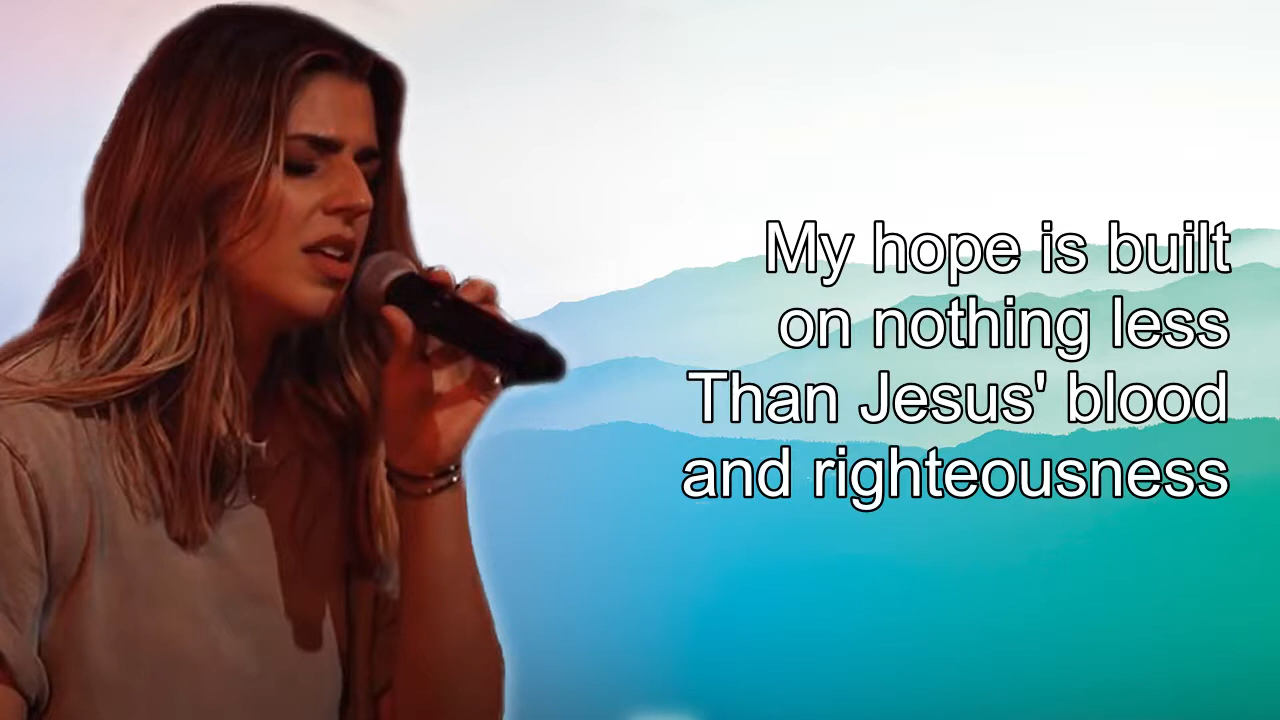 My hope is built
on nothing less
Than Jesus' blood
and righteousness